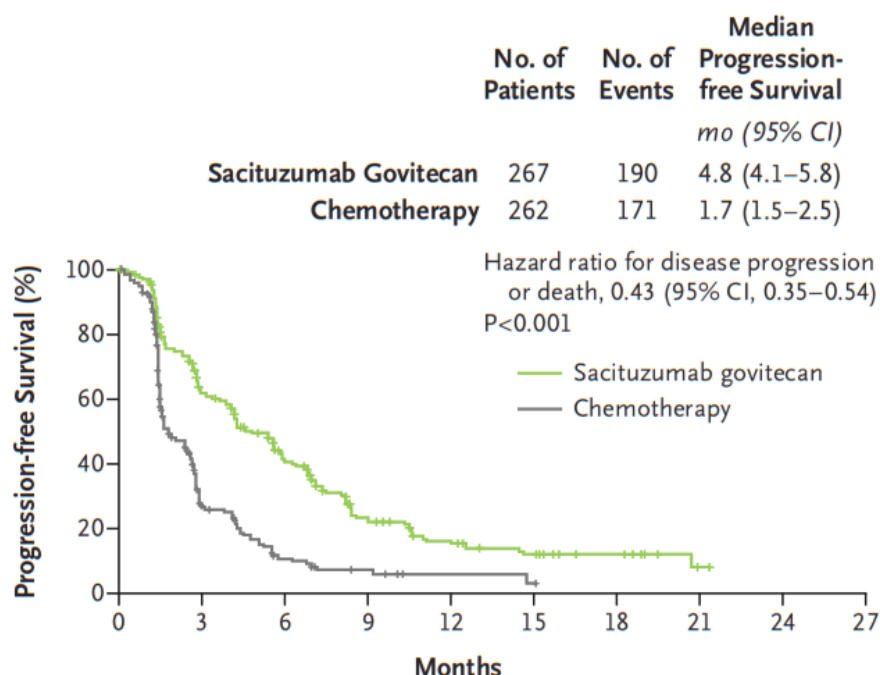 Median
No. of No. of Progression-
Patients Events free Survival
mo (95% CI)
Sacituzumab Govitecan 267 190 4.8 (4.1–5.8)
Chemotherapy 262 171 1.7 (1.5–2.5)
Hazard ratio for disease progression
or death, 0.43 (95% CI, 0.35–0.54)
P<0.001
Sacituzumab govitecan
Chemotherapy
Progression-free Survival (%)
100
80
60
40
20
0
0 3 6 9 12 15 18 21 24 27
Months